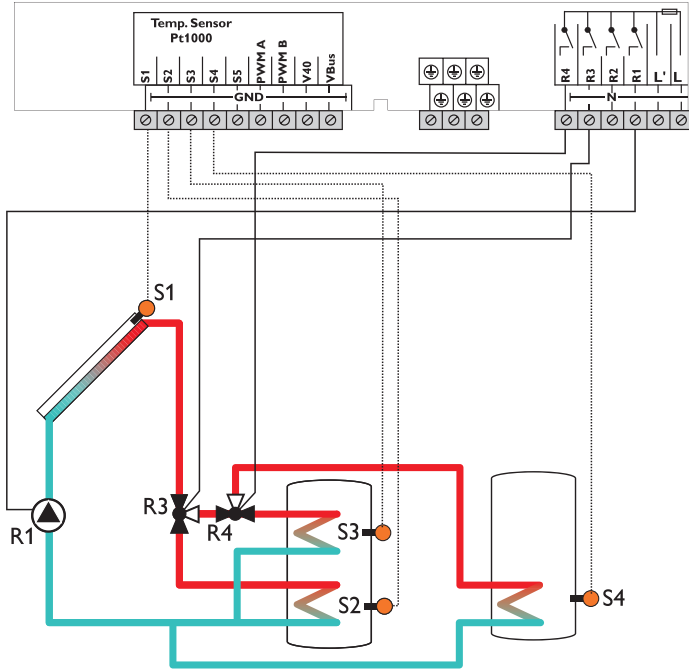 Temp. Sensor
Pt1000
S1
S2
S3
S4
S5
PWM A
PWM B
V40
VBus
GND
R4
R3
R2
R1
L'
L
N
S1
R3
R4
R1
S3
S2
S4